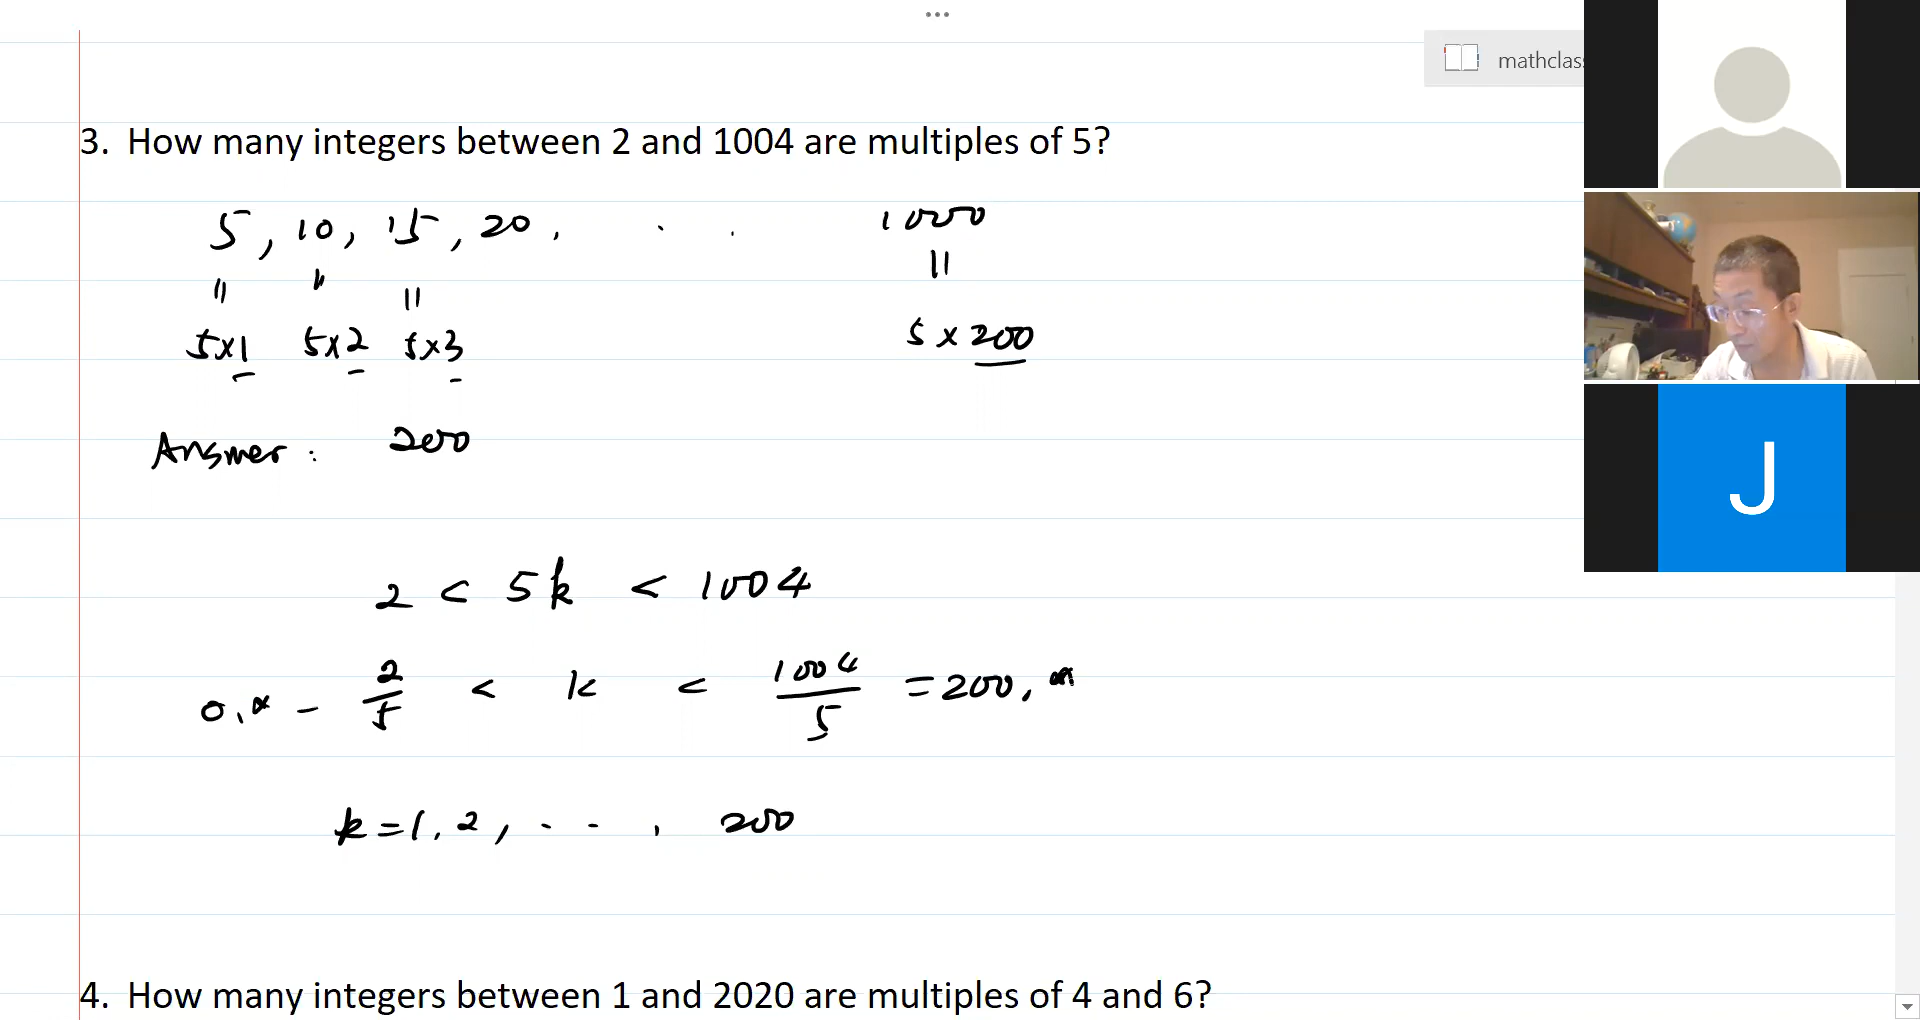 mathclas
3. How many integers between 2 and 1004 are multiples of 5?
5, 10, 15, 20, . . 1000
" " || ||
5x1 5x2 5x3 5 x 200
Answer: 200
2 < 5k < 1004
0.x - 2/5 < k < 1004/5 = 200.
k = 1, 2, - - , 200
4. How many integers between 1 and 2020 are multiples of 4 and 6?
J